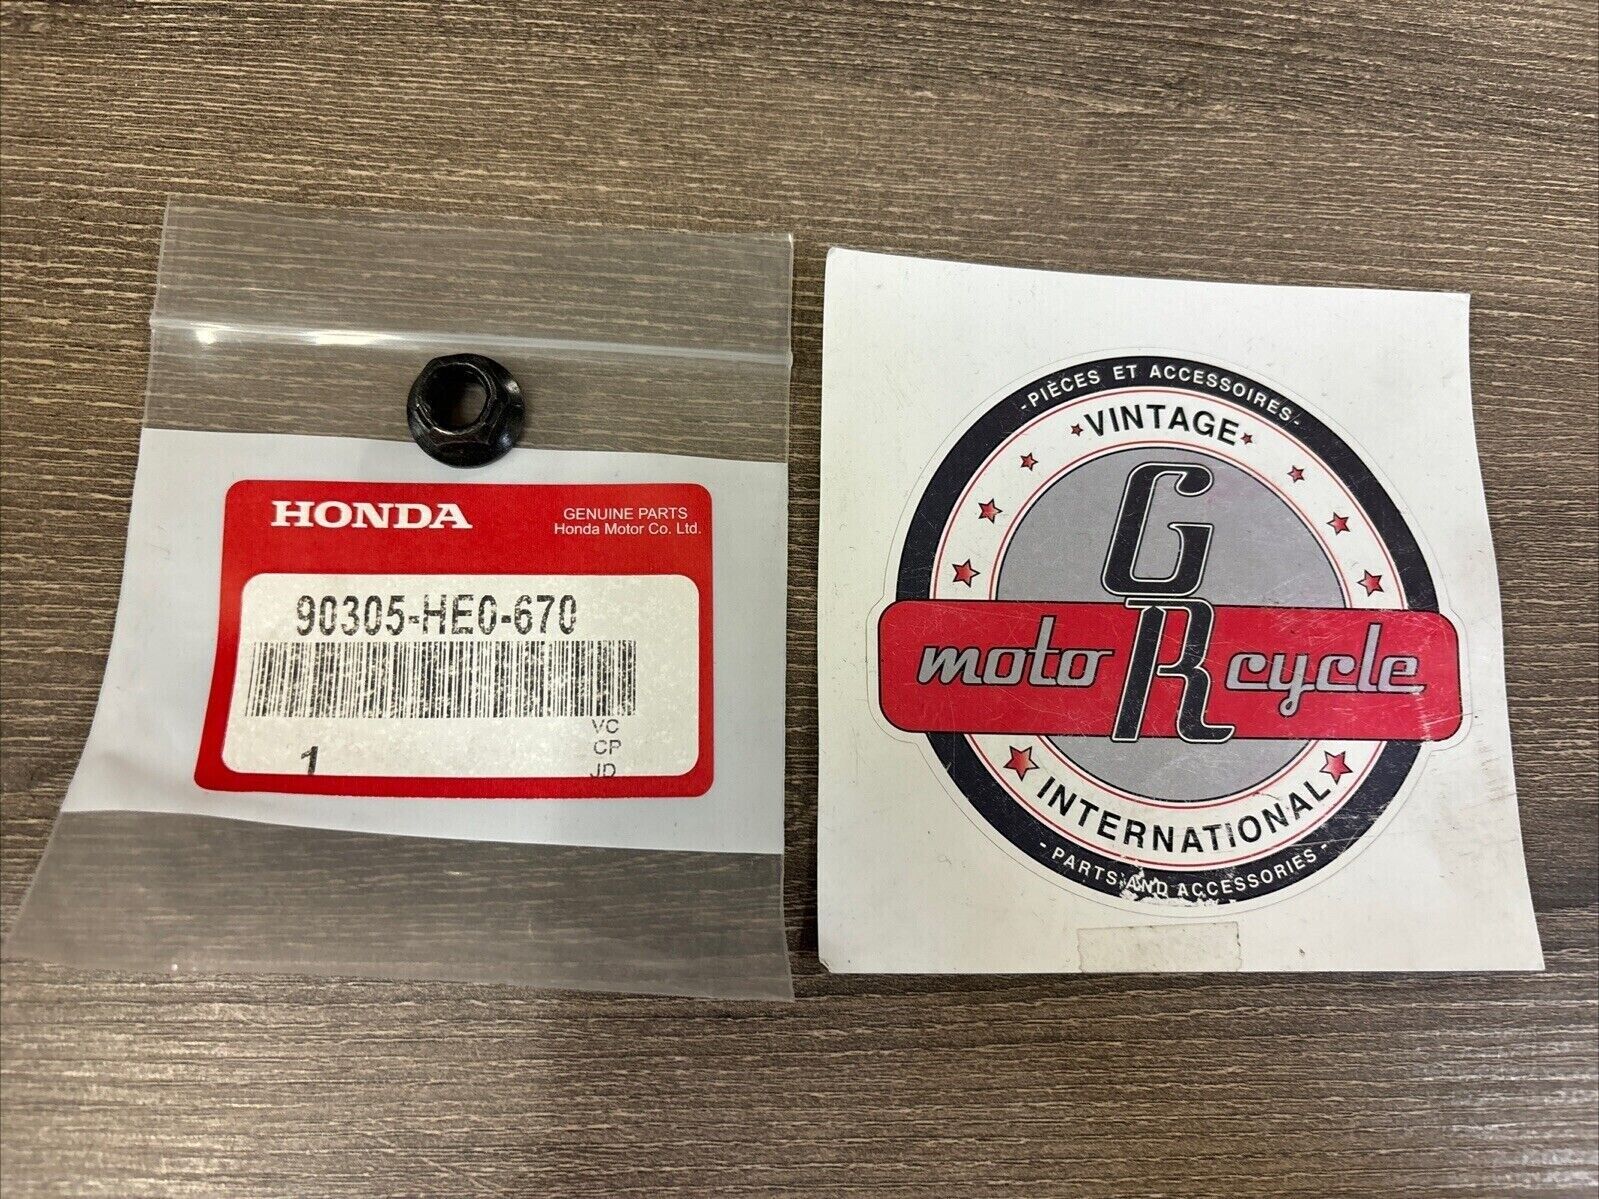 HONDA
GENUINE PARTS
Honda Motor Co. Ltd.
90305-HE0-670
1
VC
CP
JD
- PIÈCES ET ACCESSOIRES -
VINTAGE
GR
moto cycle
INTERNATIONAL
- PARTS AND ACCESSORIES -